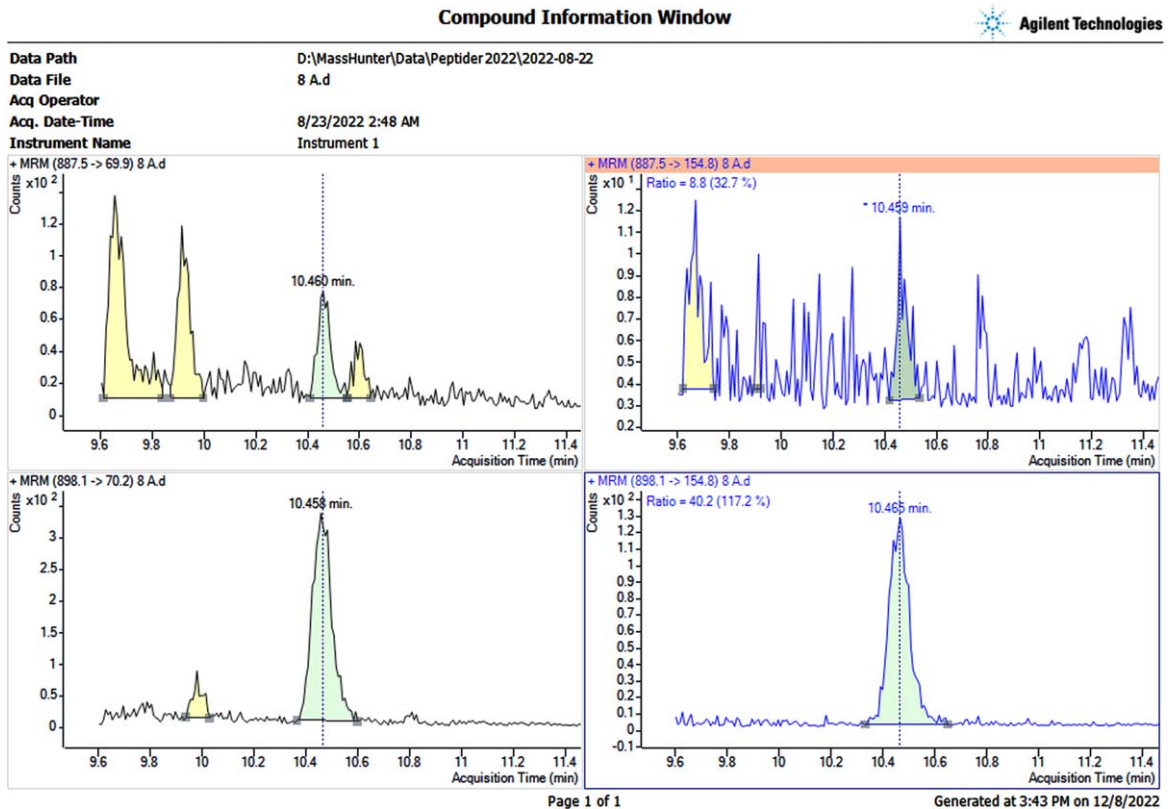 Compound Information Window
Agilent Technologies
Data Path D:\MassHunter\Data\Peptider 2022\2022-08-22
Data File 8 A.d
Acq Operator
Acq. Date-Time 8/23/2022 2:48 AM
Instrument Name Instrument 1
+ MRM (887.5 -> 69.9) 8 A.d
Counts
x10 2
1.2
1
0.8
0.6
0.4
0.2
0
10.460 min.
9.6 9.8 10 10.2 10.4 10.6 10.8 11 11.2 11.4
Acquisition Time (min)
+ MRM (887.5 -> 154.8) 8 A.d
Counts
x10 1
Ratio = 8.8 (32.7 %)
1.2
1.1
1
0.9
0.8
0.7
0.6
0.5
0.4
0.3
0.2
* 10.459 min.
9.6 9.8 10 10.2 10.4 10.6 10.8 11 11.2 11.4
Acquisition Time (min)
+ MRM (898.1 -> 70.2) 8 A.d
Counts
x10 2
3
2.5
2
1.5
1
0.5
0
10.458 min.
9.6 9.8 10 10.2 10.4 10.6 10.8 11 11.2 11.4
Acquisition Time (min)
+ MRM (898.1 -> 154.8) 8 A.d
Counts
x10 2
Ratio = 40.2 (117.2 %)
1.3
1.2
1.1
1
0.9
0.8
0.7
0.6
0.5
0.4
0.3
0.2
0.1
0
-0.1
10.465 min.
9.6 9.8 10 10.2 10.4 10.6 10.8 11 11.2 11.4
Acquisition Time (min)
Page 1 of 1
Generated at 3:43 PM on 12/8/2022